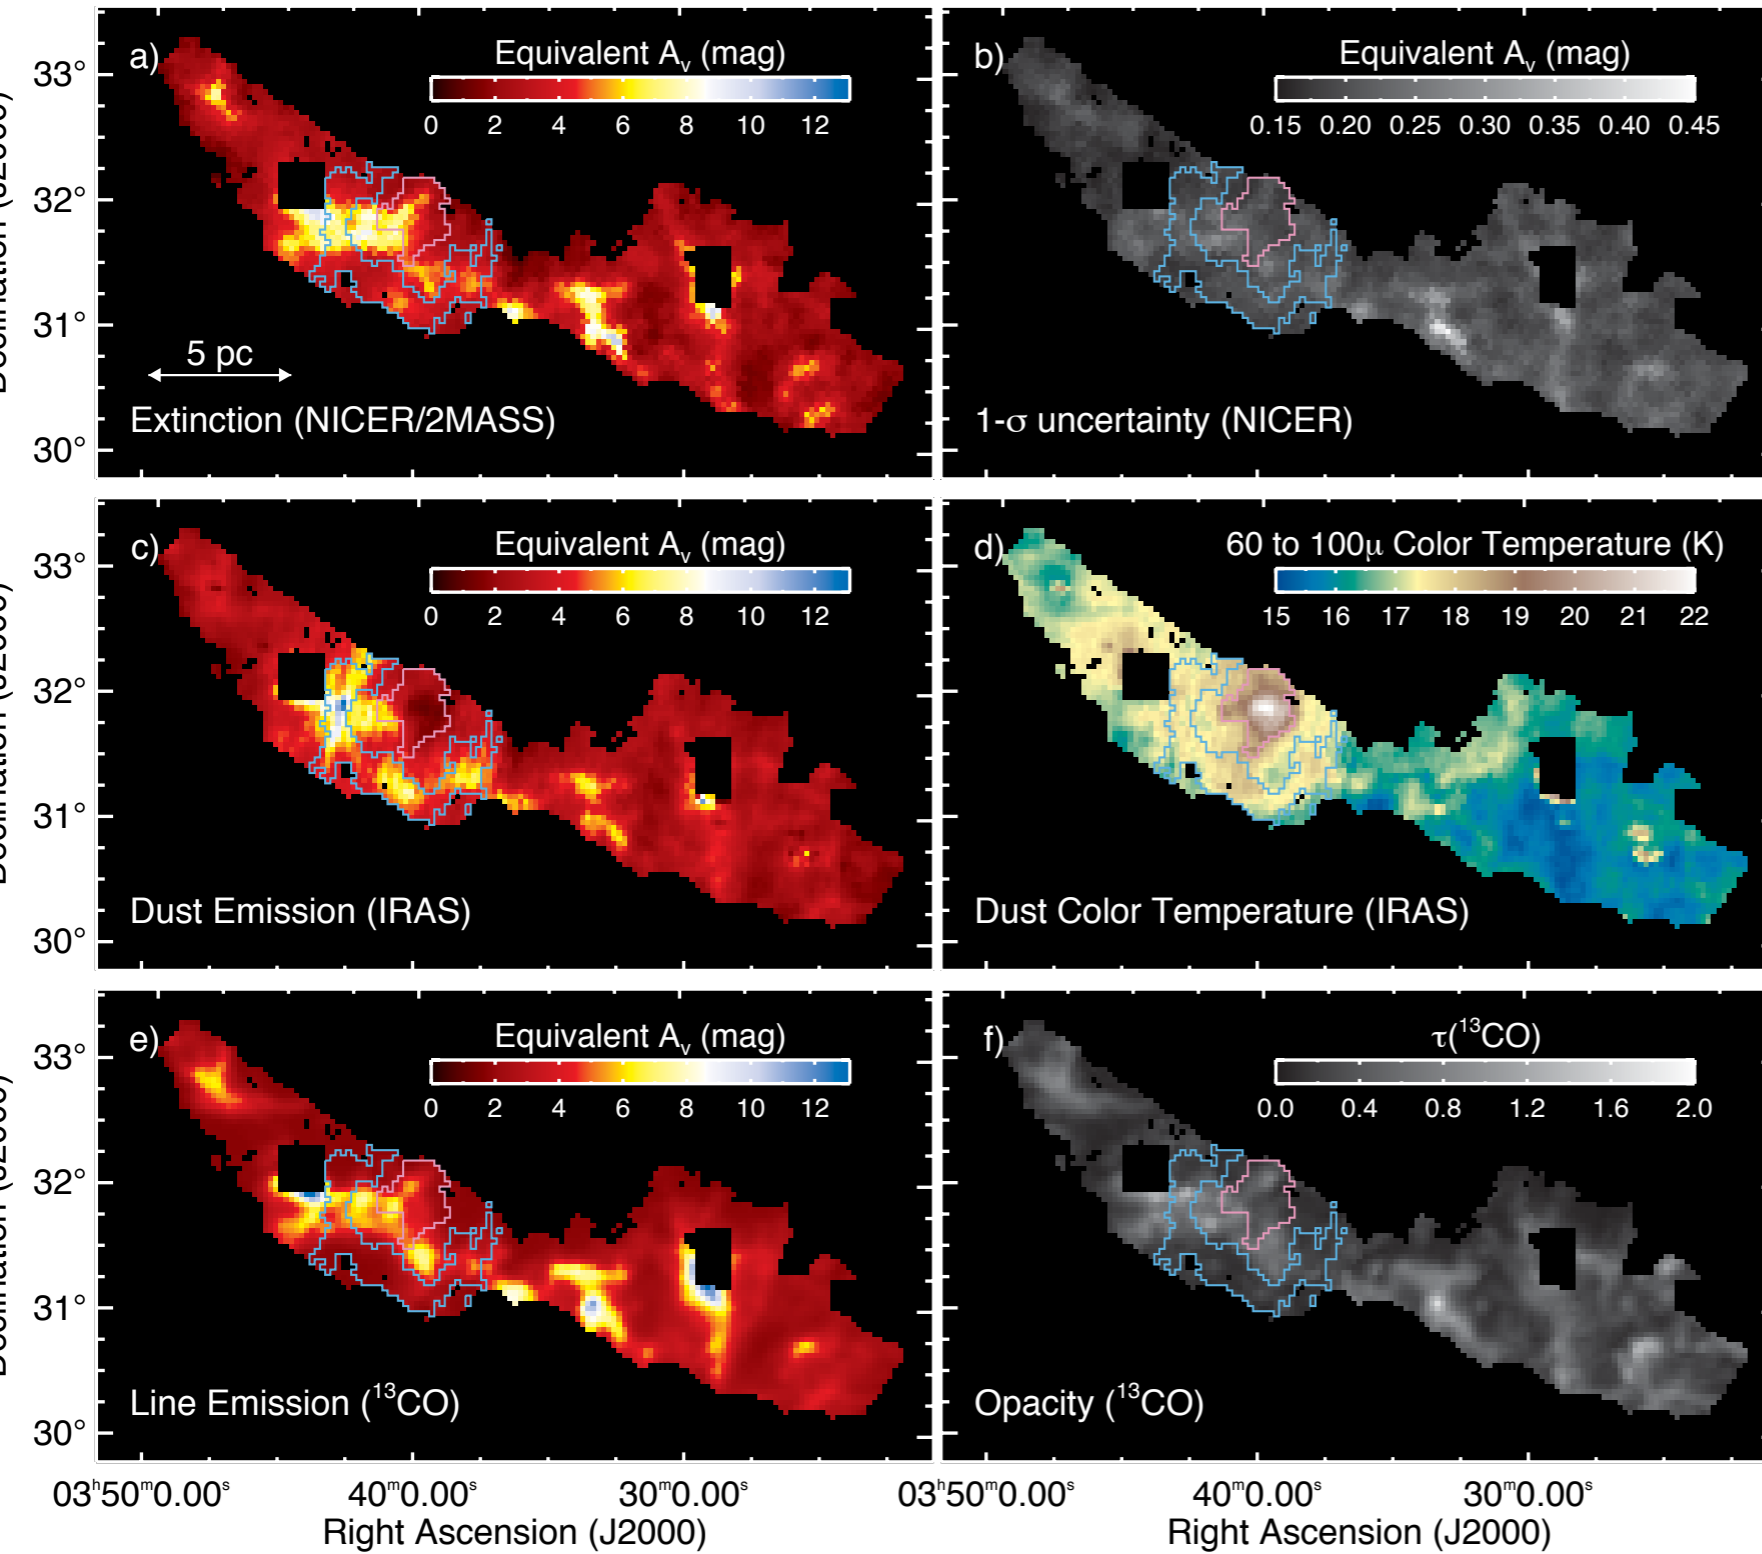 a) Equivalent Aᵥ (mag)
0 2 4 6 8 10 12
33°
32°
31°
30°
5 pc
Extinction (NICER/2MASS)
b) Equivalent Aᵥ (mag)
0.15 0.20 0.25 0.30 0.35 0.40 0.45
1-σ uncertainty (NICER)
c) Equivalent Aᵥ (mag)
0 2 4 6 8 10 12
33°
32°
31°
30°
Dust Emission (IRAS)
d) 60 to 100μ Color Temperature (K)
15 16 17 18 19 20 21 22
Dust Color Temperature (IRAS)
e) Equivalent Aᵥ (mag)
0 2 4 6 8 10 12
33°
32°
31°
30°
Line Emission (¹³CO)
f) τ(¹³CO)
0.0 0.4 0.8 1.2 1.6 2.0
Opacity (¹³CO)
03ʰ50ᵐ0.00ˢ 40ᵐ0.00ˢ 30ᵐ0.00ˢ
Right Ascension (J2000)
03ʰ50ᵐ0.00ˢ 40ᵐ0.00ˢ 30ᵐ0.00ˢ
Right Ascension (J2000)